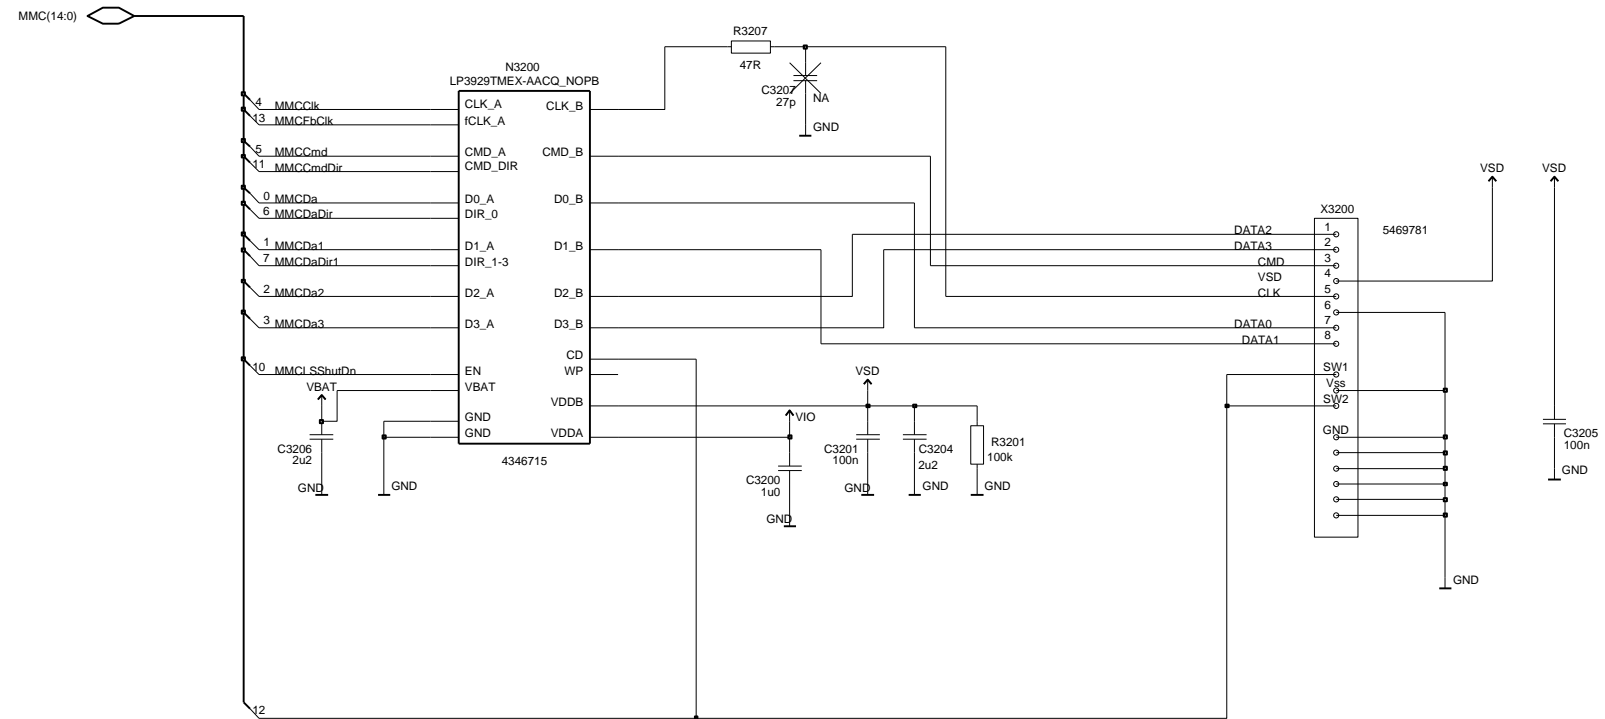 MMC(14:0)
R3207
47R
C3207
27p
NA
GND
N3200
LP3929TMEX-AACQ_NOPB
4 MMCClk CLK_A CLK_B
13 MMCFbClk fCLK_A
5 MMCCmd CMD_A CMD_B
11 MMCCmdDir CMD_DIR
0 MMCDa D0_A D0_B
6 MMCDaDir DIR_0
1 MMCDa1 D1_A D1_B
7 MMCDaDir1 DIR_1-3
2 MMCDa2 D2_A D2_B
3 MMCDa3 D3_A D3_B
CD
10 MMCLSShutDn EN WP
VBAT VBAT
VDDB
GND
GND VDDA
4346715
C3206
2u2
GND
GND
VIO
C3200
1u0
GND
VSD
C3201
100n
GND
C3204
2u2
GND
R3201
100k
GND
VSD
VSD
X3200
5469781
DATA2 1
DATA3 2
CMD 3
VSD 4
CLK 5
6
DATA0 7
DATA1 8
SW1
Vss
SW2
GND
GND
C3205
100n
GND
12